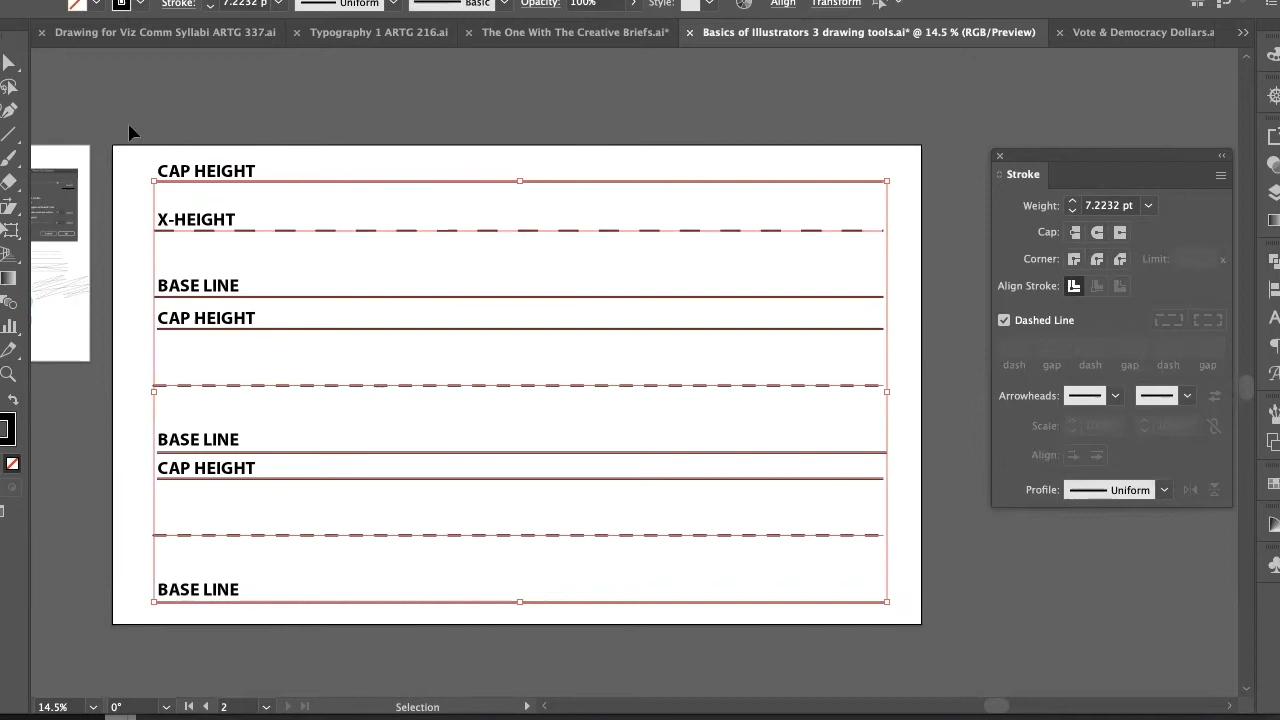 Stroke: 7.2232 p Uniform Basic Opacity: 100% Style: Align Transform
Drawing for Viz Comm Syllabi ARTG 337.ai Typography 1 ARTG 216.ai The One With The Creative Briefs.ai* Basics of Illustrators 3 drawing tools.ai* @ 14.5 % (RGB/Preview) Vote & Democracy Dollars.a
CAP HEIGHT
X-HEIGHT
BASE LINE
CAP HEIGHT
BASE LINE
CAP HEIGHT
BASE LINE
Stroke
Weight: 7.2232 pt
Cap:
Corner: Limit: x
Align Stroke:
Dashed Line
dash gap dash gap dash gap
Arrowheads:
Scale:
Align:
Profile: Uniform
14.5% 0° 2 Selection